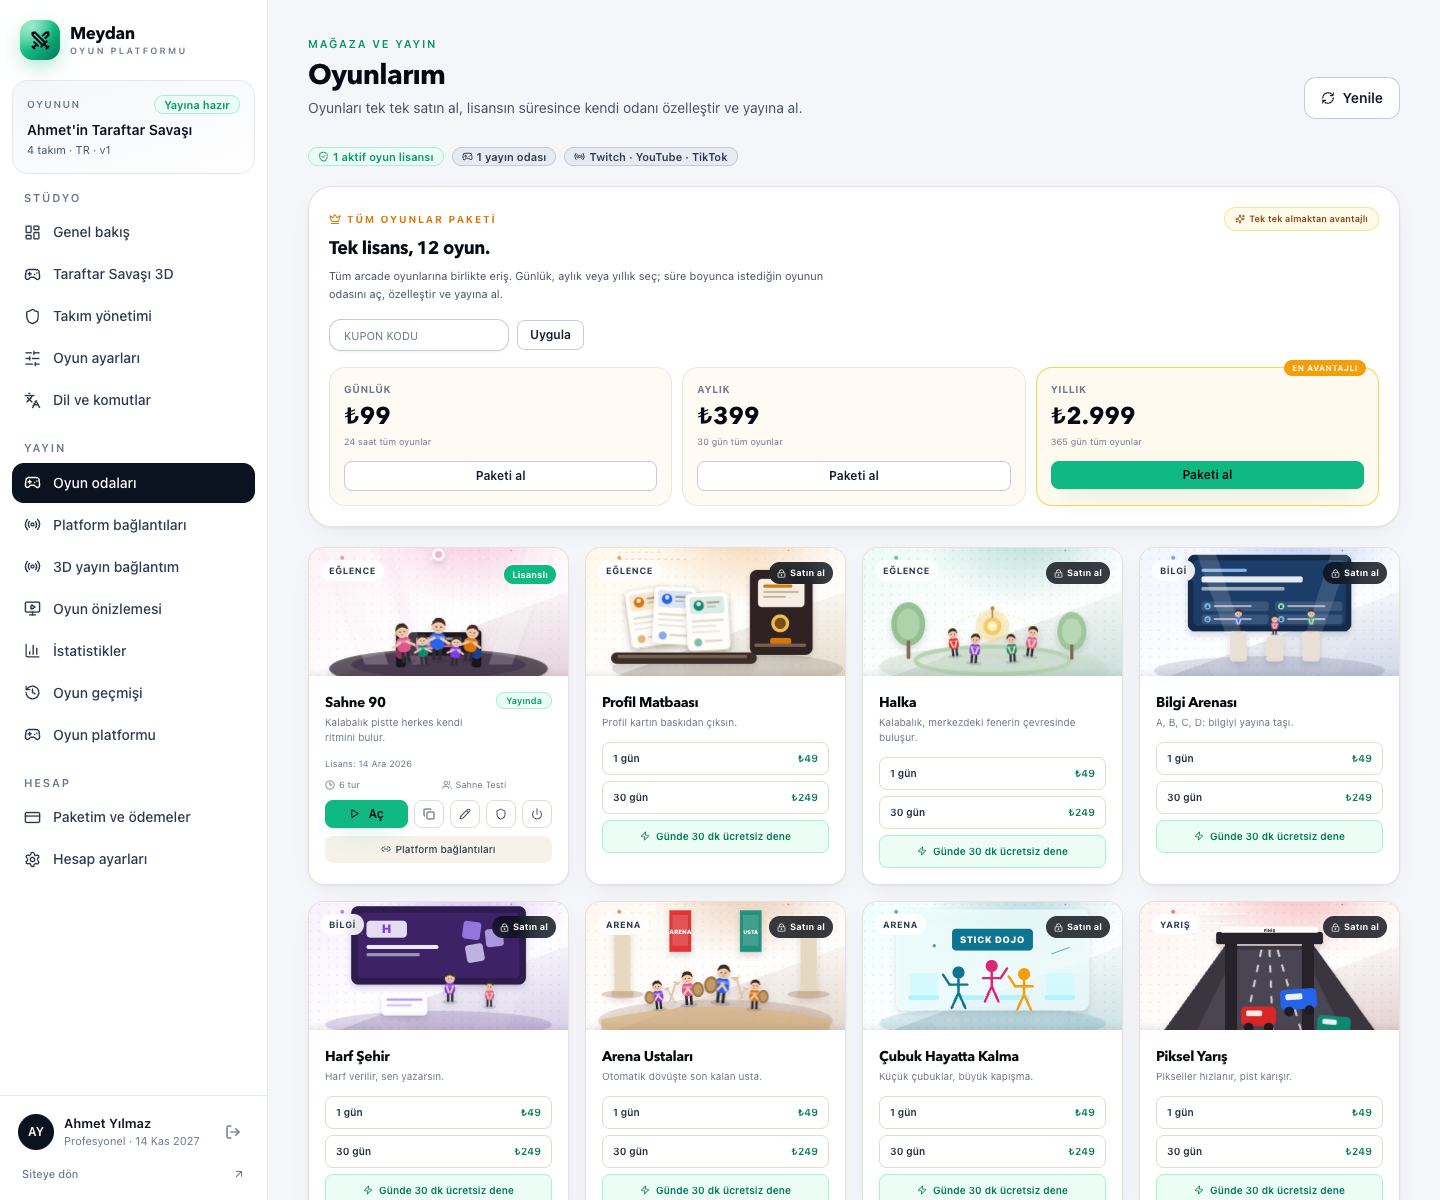 Meydan
OYUN PLATFORMU
OYUNUN
Yayına hazır
Ahmet'in Taraftar Savaşı
4 takım · TR · v1
STÜDYO
Genel bakış
Taraftar Savaşı 3D
Takım yönetimi
Oyun ayarları
Dil ve komutlar
YAYIN
Oyun odaları
Platform bağlantıları
3D yayın bağlantım
Oyun önizlemesi
İstatistikler
Oyun geçmişi
Oyun platformu
HESAP
Paketim ve ödemeler
Hesap ayarları
AY
Ahmet Yılmaz
Profesyonel · 14 Kas 2027
Siteye dön
MAĞAZA VE YAYIN
Oyunlarım
Oyunları tek tek satın al, lisansın süresince kendi odanı özelleştir ve yayına al.
Yenile
1 aktif oyun lisansı
1 yayın odası
Twitch · YouTube · TikTok
TÜM OYUNLAR PAKETİ
Tek tek almaktan avantajlı
Tek lisans, 12 oyun.
Tüm arcade oyunlarına birlikte eriş. Günlük, aylık veya yıllık seç; süre boyunca istediğin oyunun
odasını aç, özelleştir ve yayına al.
KUPON KODU
Uygula
GÜNLÜK
₺99
24 saat tüm oyunlar
Paketi al
AYLIK
₺399
30 gün tüm oyunlar
Paketi al
EN AVANTAJLI
YILLIK
₺2.999
365 gün tüm oyunlar
Paketi al
EĞLENCE
Lisanslı
Sahne 90
Yayında
Kalabalık pistte herkes kendi
ritmini bulur.
Lisans: 14 Ara 2026
6 tur
Sahne Testi
Aç
Platform bağlantıları
EĞLENCE
Satın al
Profil Matbaası
Profil kartın baskıdan çıksın.
1 gün ₺49
30 gün ₺249
Günde 30 dk ücretsiz dene
EĞLENCE
Satın al
Halka
Kalabalık, merkezdeki fenerin çevresinde
buluşur.
1 gün ₺49
30 gün ₺249
Günde 30 dk ücretsiz dene
BİLGİ
Satın al
Bilgi Arenası
A, B, C, D: bilgiyi yayına taşı.
1 gün ₺49
30 gün ₺249
Günde 30 dk ücretsiz dene
BİLGİ
H
Satın al
Harf Şehir
Harf verilir, sen yazarsın.
1 gün ₺49
30 gün ₺249
Günde 30 dk ücretsiz dene
ARENA
ARENA
USTA
Satın al
Arena Ustaları
Otomatik dövüşte son kalan usta.
1 gün ₺49
30 gün ₺249
Günde 30 dk ücretsiz dene
ARENA
STICK DOJO
Satın al
Çubuk Hayatta Kalma
Küçük çubuklar, büyük kapışma.
1 gün ₺49
30 gün ₺249
Günde 30 dk ücretsiz dene
YARIŞ
Satın al
Piksel Yarış
Pikseller hızlanır, pist karışır.
1 gün ₺49
30 gün ₺249
Günde 30 dk ücretsiz dene